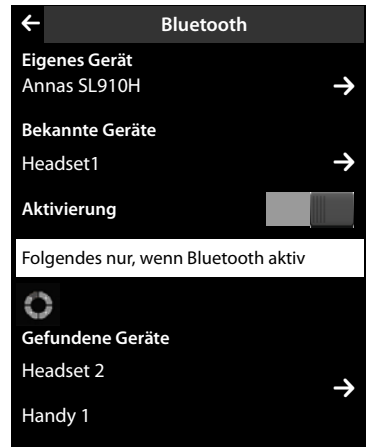 Bluetooth
Eigenes Gerät
Annas SL910H
Bekannte Geräte
Headset1
Aktivierung
Folgendes nur, wenn Bluetooth aktiv
Gefundene Geräte
Headset 2
Handy 1